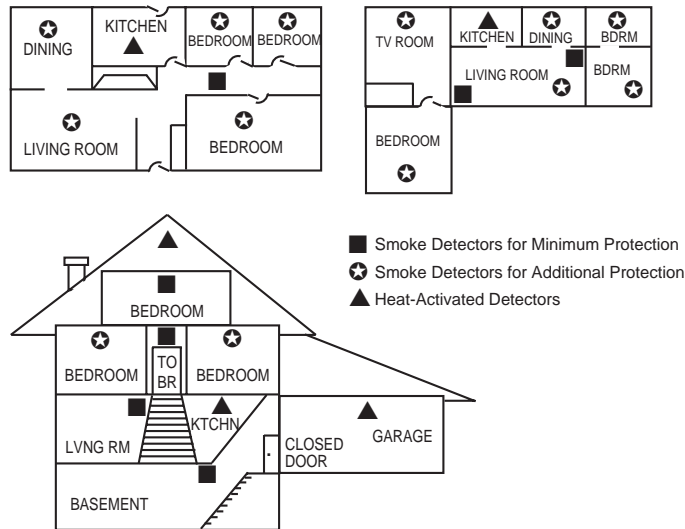 DINING
KITCHEN
BEDROOM
BEDROOM
LIVING ROOM
BEDROOM
TV ROOM
KITCHEN
DINING
BDRM
LIVING ROOM
BDRM
BEDROOM
Smoke Detectors for Minimum Protection
Smoke Detectors for Additional Protection
Heat-Activated Detectors
BEDROOM
BEDROOM
TO
BR
BEDROOM
LVNG RM
KTCHN
CLOSED
DOOR
GARAGE
BASEMENT